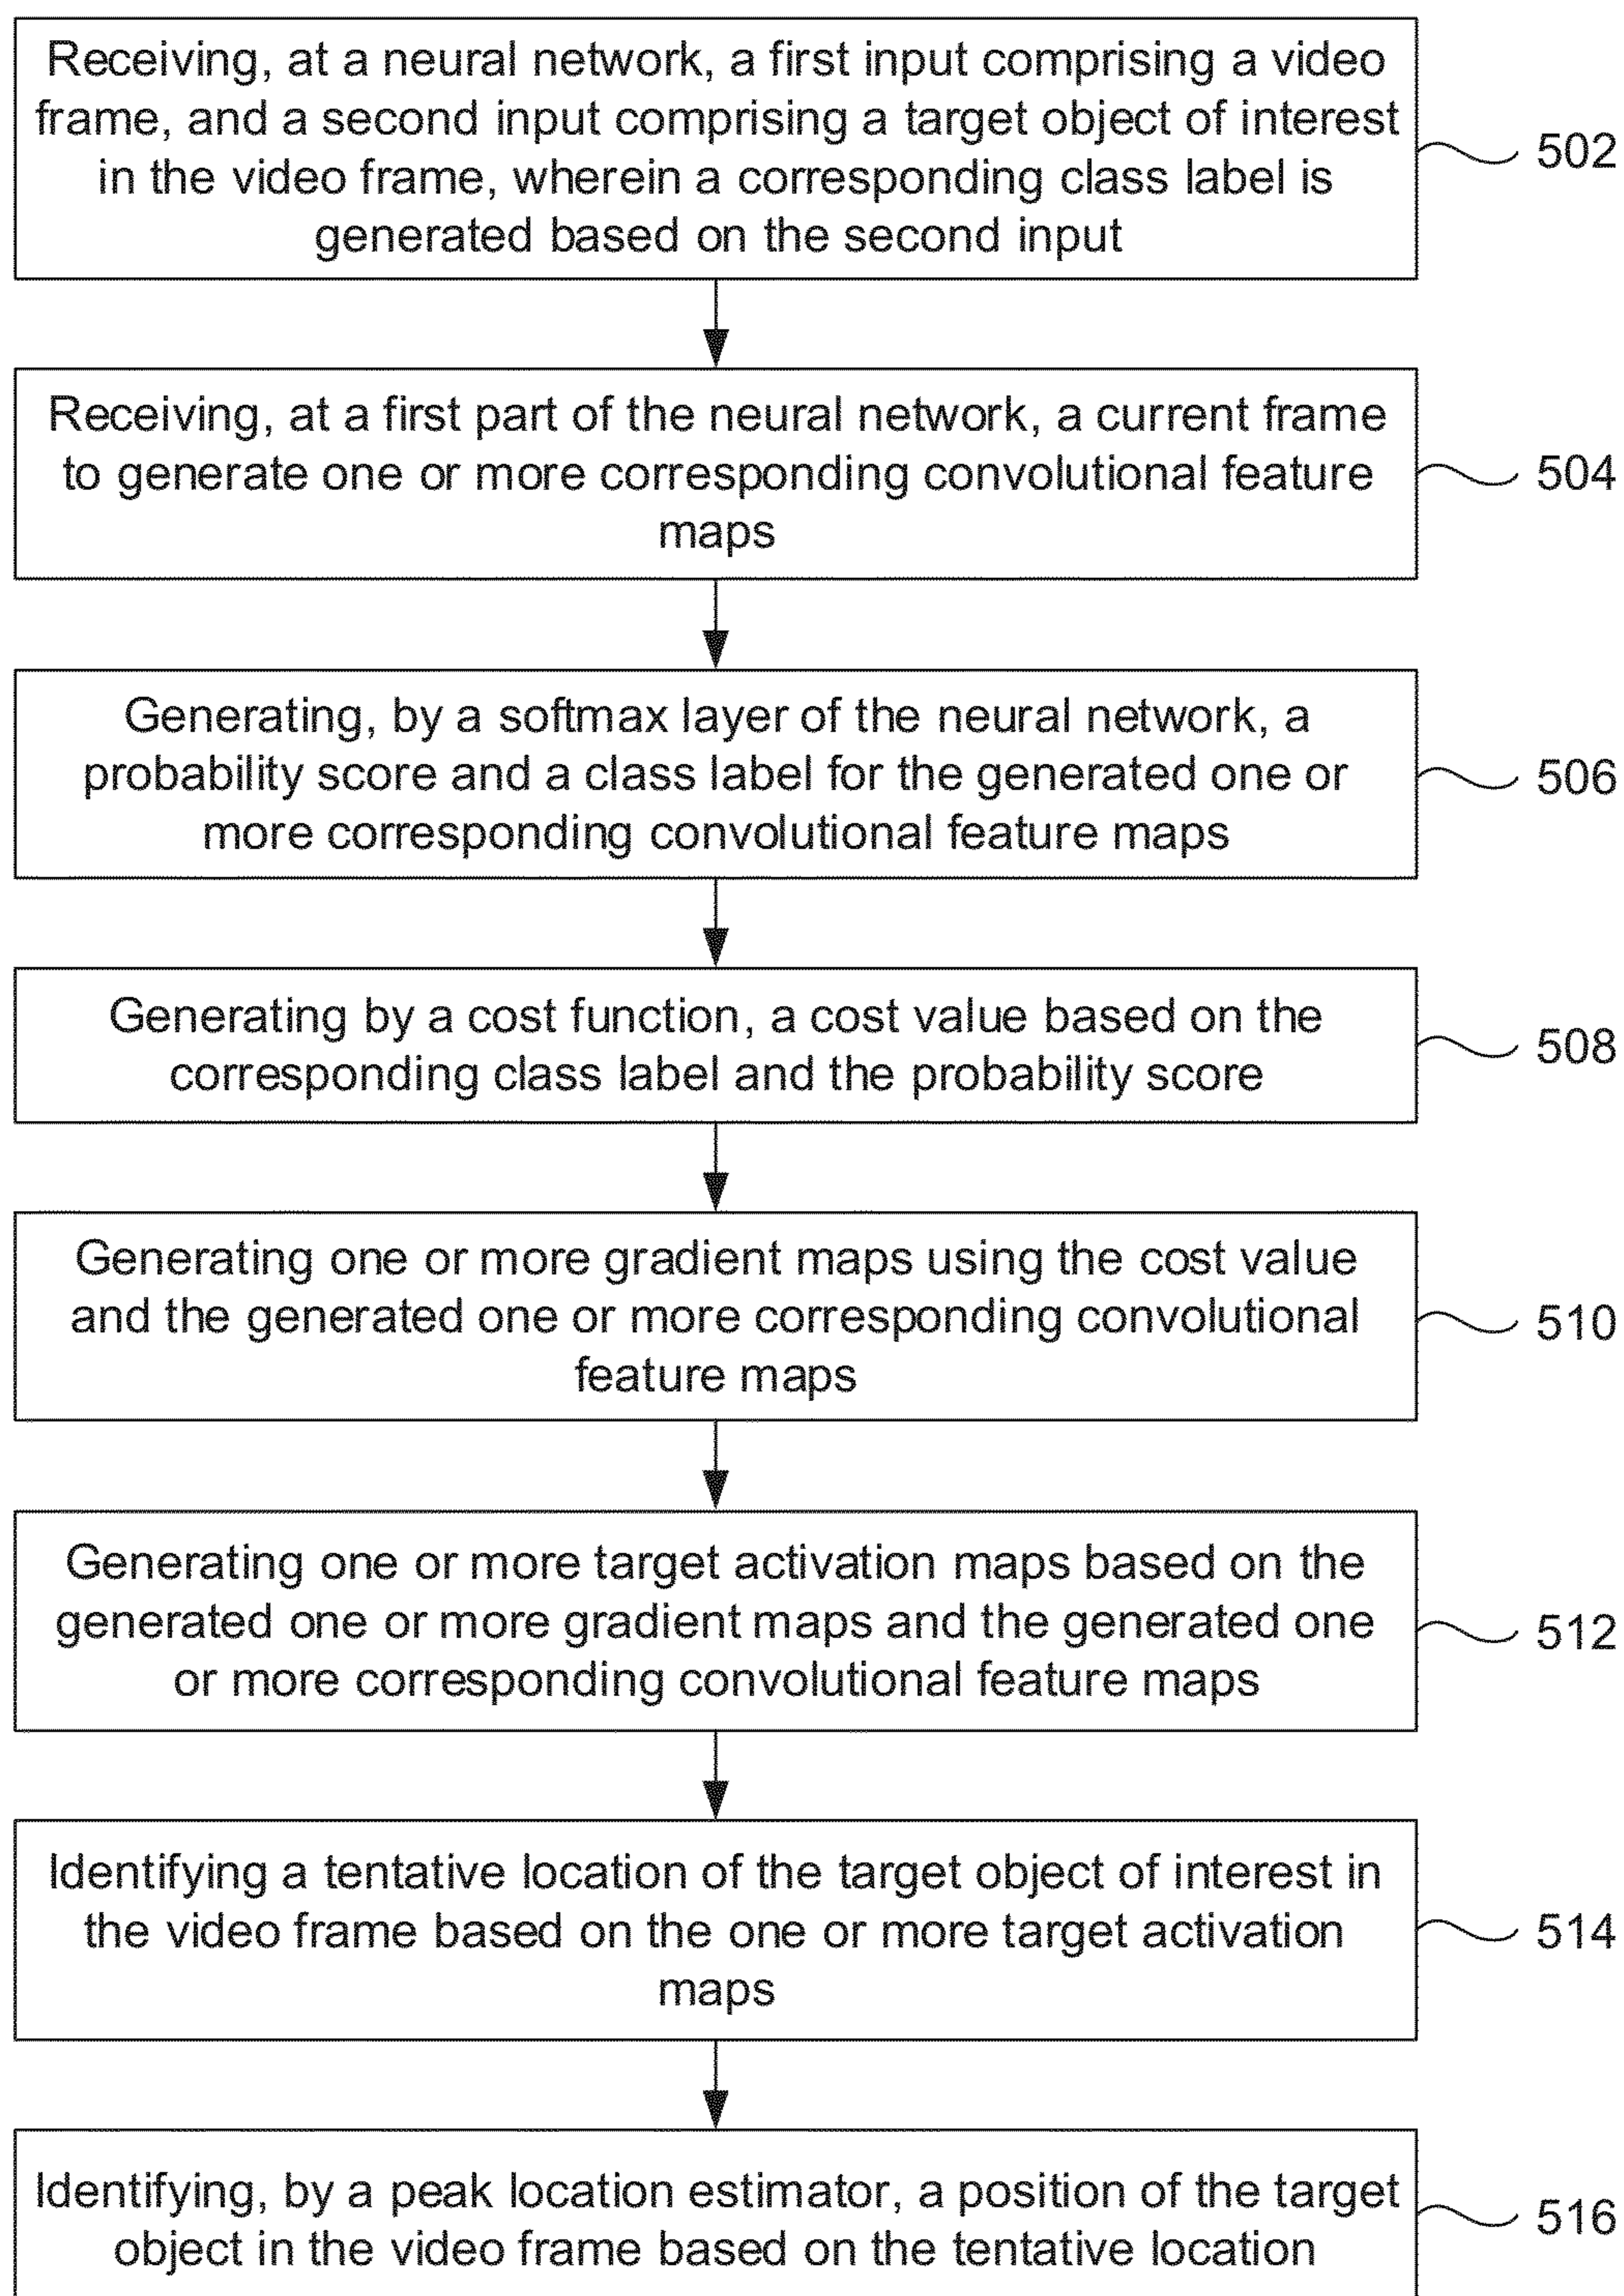 Receiving, at a neural network, a first input comprising a video
frame, and a second input comprising a target object of interest
in the video frame, wherein a corresponding class label is
generated based on the second input
502
Receiving, at a first part of the neural network, a current frame
to generate one or more corresponding convolutional feature
maps
504
Generating, by a softmax layer of the neural network, a
probability score and a class label for the generated one or
more corresponding convolutional feature maps
506
Generating by a cost function, a cost value based on the
corresponding class label and the probability score
508
Generating one or more gradient maps using the cost value
and the generated one or more corresponding convolutional
feature maps
510
Generating one or more target activation maps based on the
generated one or more gradient maps and the generated one
or more corresponding convolutional feature maps
512
Identifying a tentative location of the target object of interest in
the video frame based on the one or more target activation
maps
514
Identifying, by a peak location estimator, a position of the target
object in the video frame based on the tentative location
516